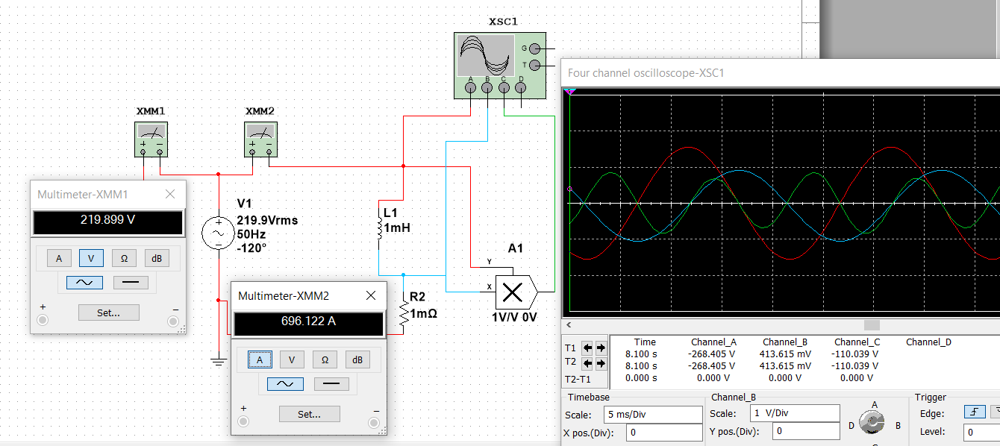 XSC1
G
T
A B C D
Four channel oscilloscope-XSC1
XMM1
XMM2
+ −
+ −
Multimeter-XMM1
219.899 V
A V Ω dB
Set...
+ −
V1
219.9Vrms
50Hz
-120°
L1
1mH
A1
Y
X
1V/V 0V
R2
1mΩ
Multimeter-XMM2
696.122 A
A V Ω dB
Set...
+ −
Time Channel_A Channel_B Channel_C Channel_D
T1 8.100 s -268.405 V 413.615 mV -110.039 V
T2 8.100 s -268.405 V 413.615 mV -110.039 V
T2-T1 0.000 s 0.000 V 0.000 V 0.000 V
Timebase
Scale: 5 ms/Div
X pos.(Div): 0
Channel_B
Scale: 1 V/Div
Y pos.(Div): 0
A
D B
Trigger
Edge:
Level: 0